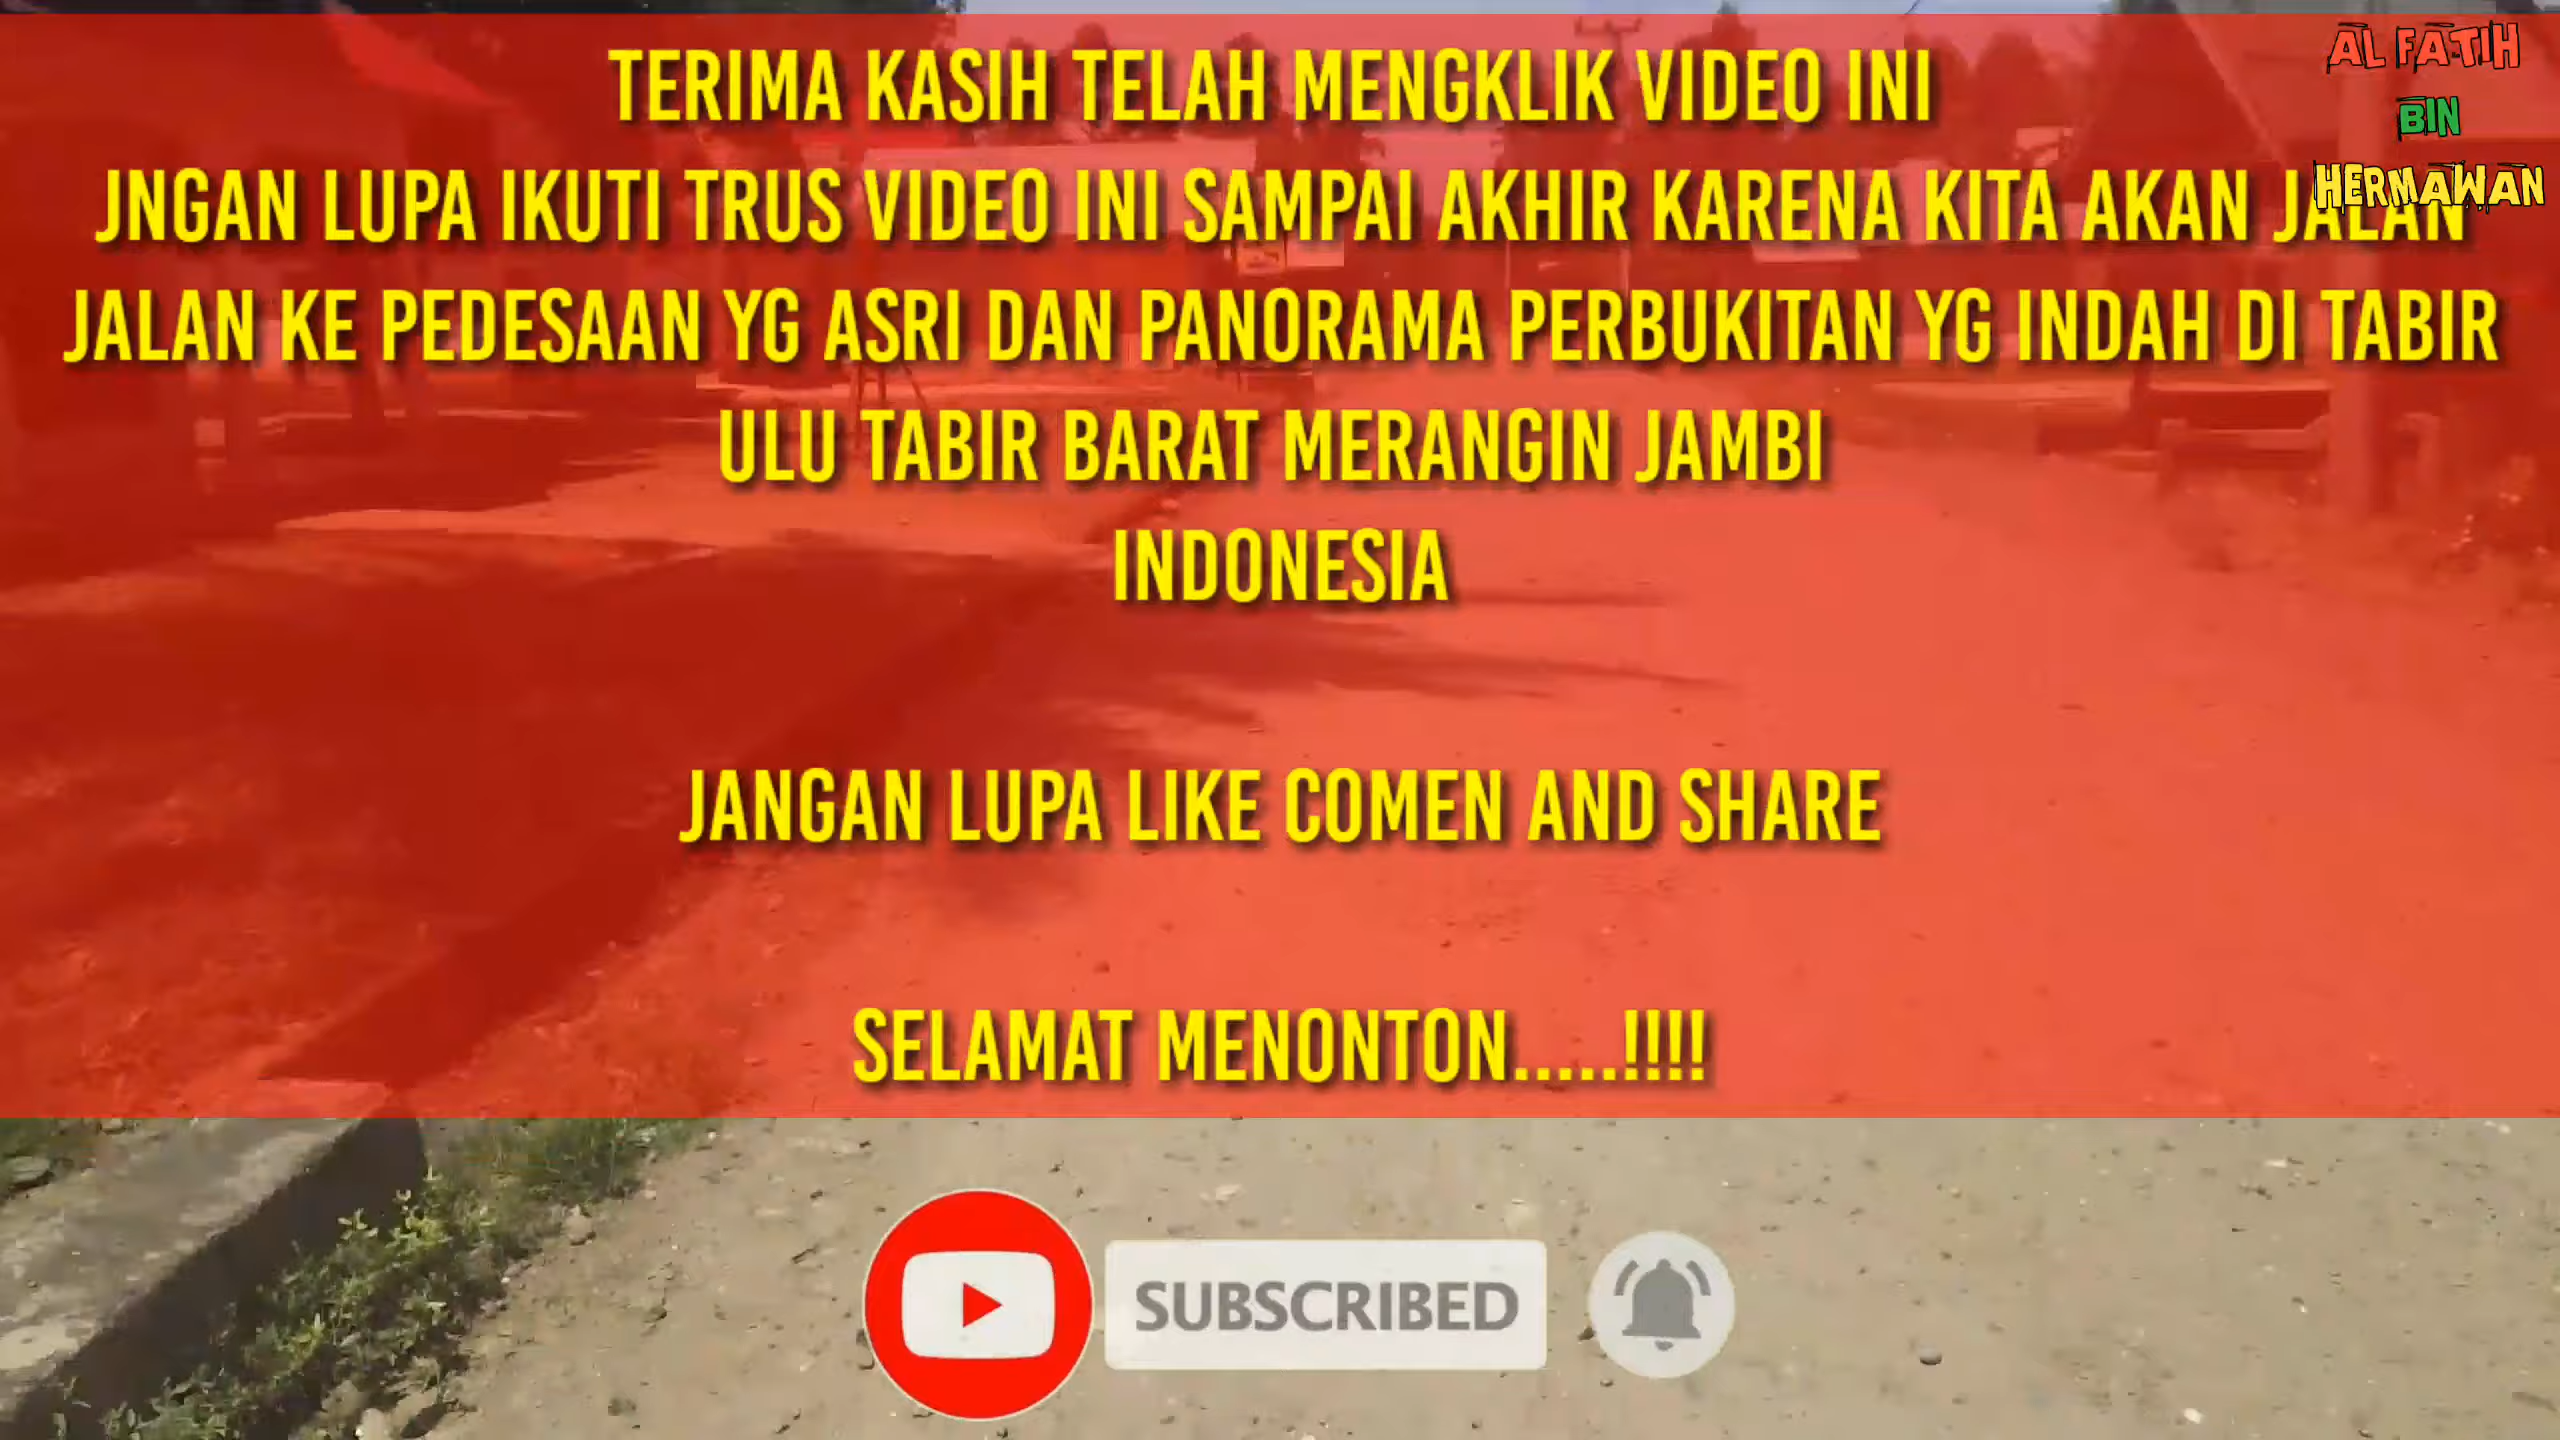 TERIMA KASIH TELAH MENGKLIK VIDEO INI
JNGAN LUPA IKUTI TRUS VIDEO INI SAMPAI AKHIR KARENA KITA AKAN JALAN
JALAN KE PEDESAAN YG ASRI DAN PANORAMA PERBUKITAN YG INDAH DI TABIR
ULU TABIR BARAT MERANGIN JAMBI
INDONESIA
JANGAN LUPA LIKE COMEN AND SHARE
SELAMAT MENONTON.....!!!!
SUBSCRIBED
AL FATIH
BIN
HERMAWAN